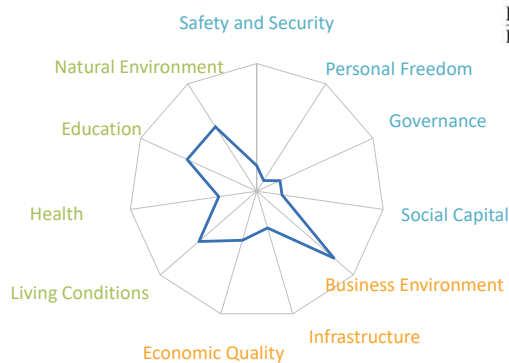 Safety and Security
Natural Environment
Personal Freedom
Education
Governance
Health
Social Capital
Living Conditions
Business Environment
Infrastructure
Economic Quality